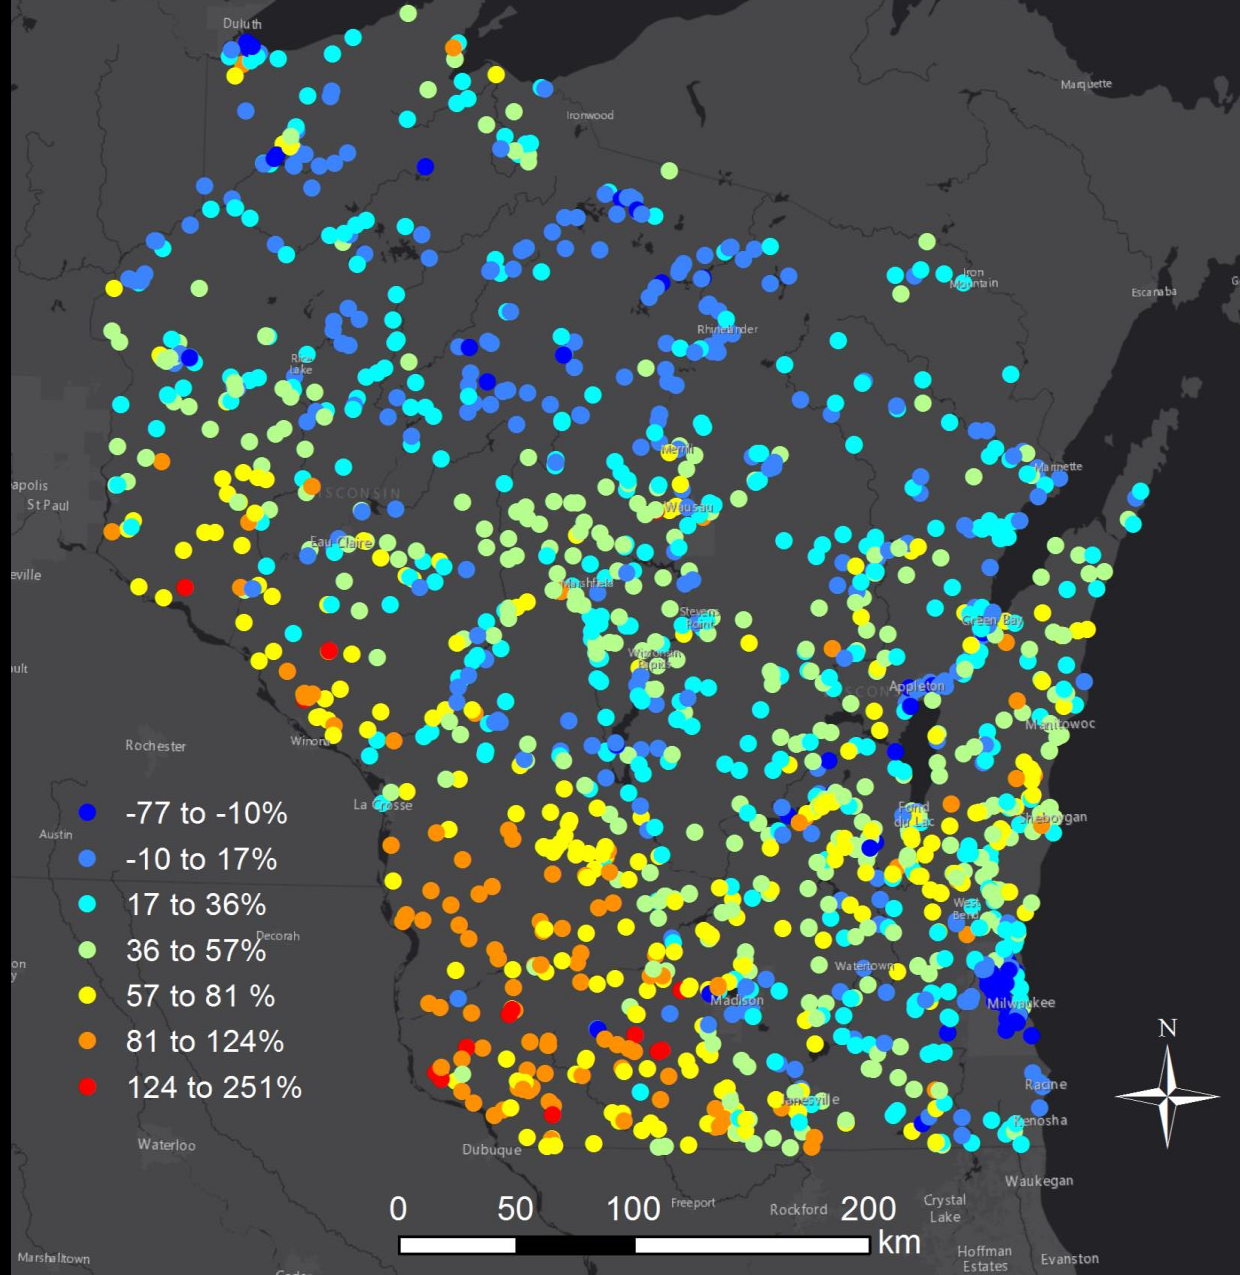 Duluth
Marquette
Ironwood
Iron
Mountain
Escanaba
Rhinelander
Rice
Lake
Merrill
Marinette
apolis
St Paul
WISCONSIN
Wausau
Eau Claire
eville
Marshfield
Stevens
Point
Green Bay
Wisconsin
Rapids
ault
Appleton
Manitowoc
Rochester
Winona
La Crosse
Fond
du Lac
Sheboygan
Austin
-77 to -10%
-10 to 17%
17 to 36%
36 to 57%
57 to 81 %
81 to 124%
124 to 251%
West
Bend
Decorah
on
y
Watertown
Madison
Milwaukee
N
Racine
Janesville
Kenosha
Waterloo
Dubuque
Waukegan
0 50 100 200
km
Freeport
Rockford
Crystal
Lake
Hoffman
Estates
Evanston
Marshalltown